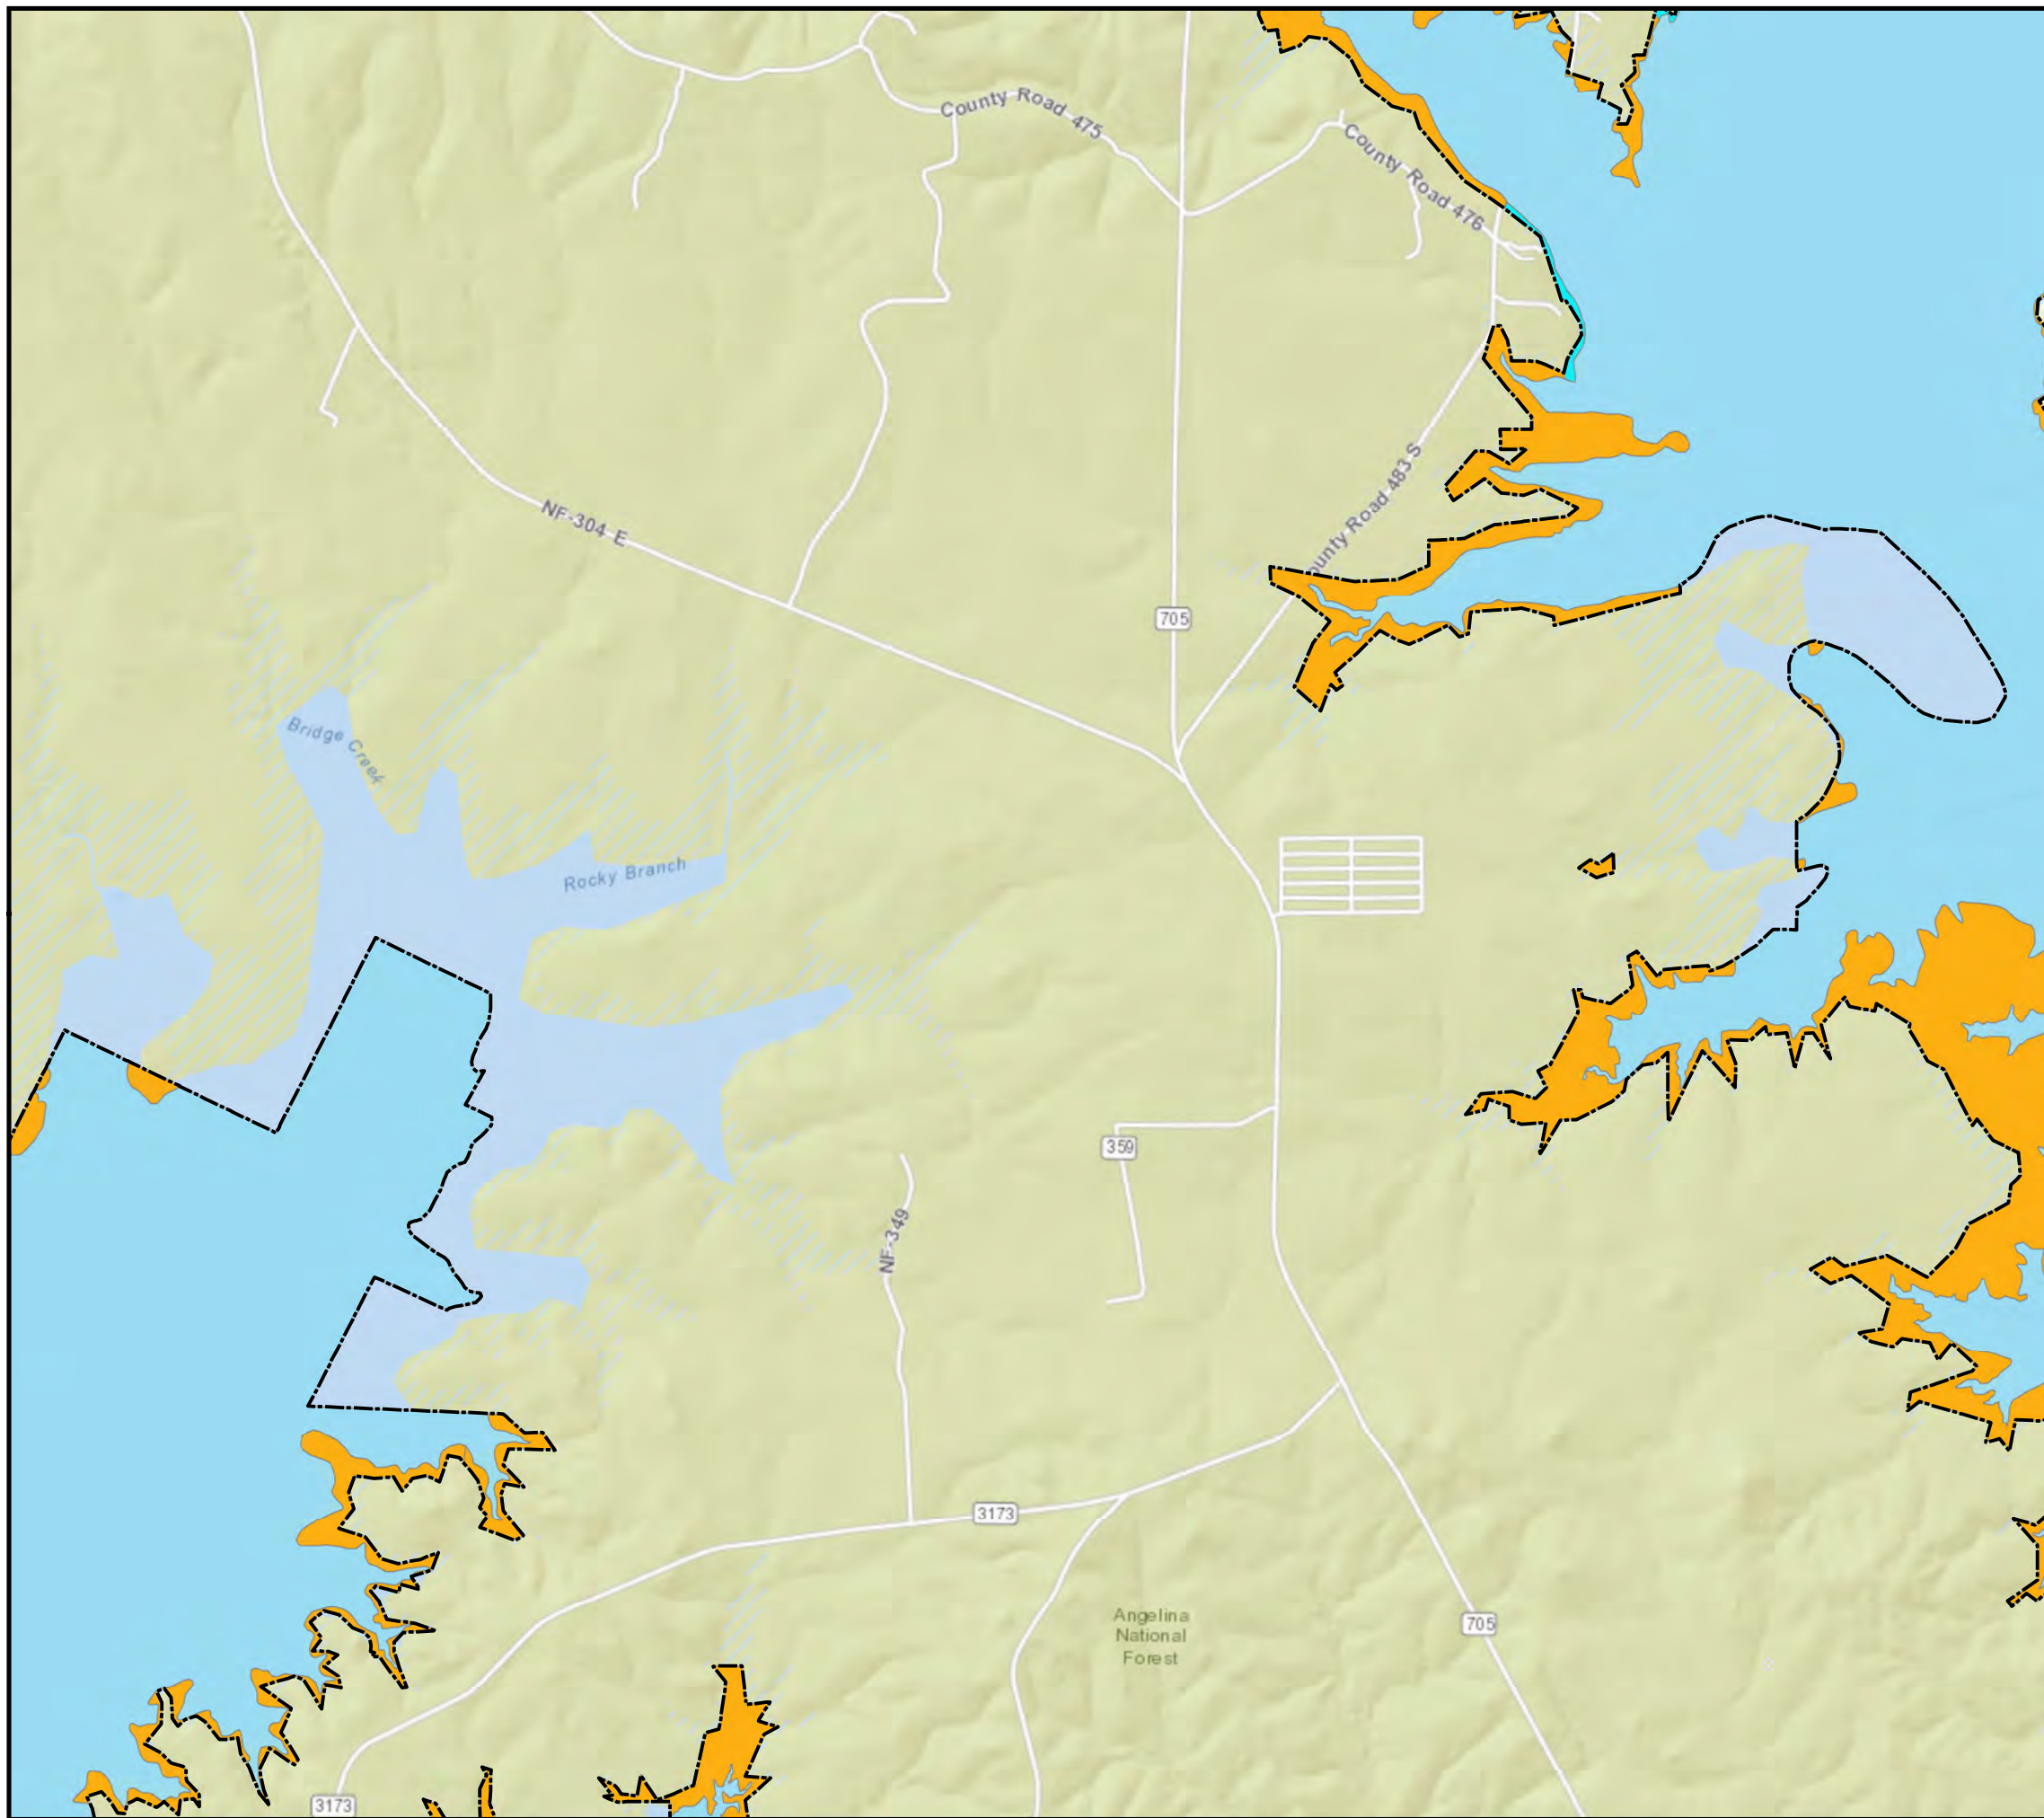 County Road 475
County Road 476
NF-304 E
ounty Road 483 S
705
Bridge Creek
Rocky Branch
359
NF-349
3173
Angelina
National
Forest
705
3173